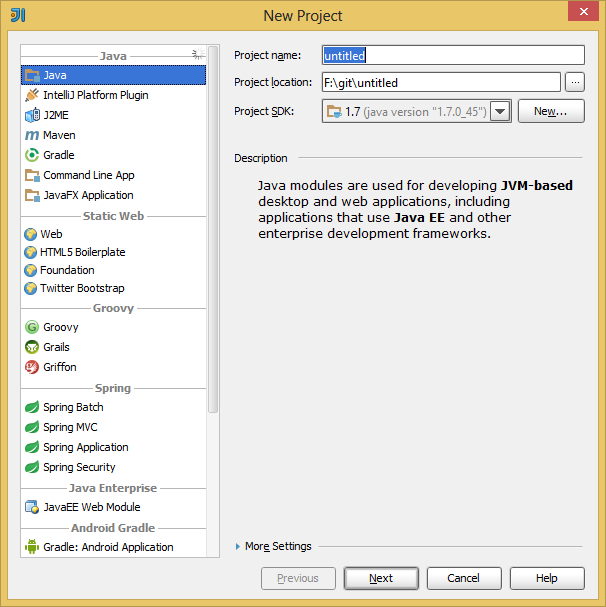 New Project
Java
Java
IntelliJ Platform Plugin
J2ME
Maven
Gradle
Command Line App
JavaFX Application
Static Web
Web
HTML5 Boilerplate
Foundation
Twitter Bootstrap
Groovy
Groovy
Grails
Griffon
Spring
Spring Batch
Spring MVC
Spring Application
Spring Security
Java Enterprise
JavaEE Web Module
Android Gradle
Gradle: Android Application
Project name: untitled
Project location: F:\git\untitled ...
Project SDK: 1.7 (java version "1.7.0_45") New...
Description
Java modules are used for developing JVM-based
desktop and web applications, including
applications that use Java EE and other
enterprise development frameworks.
More Settings
Previous Next Cancel Help